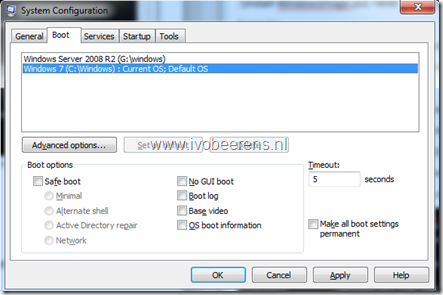 System Configuration
General Boot Services Startup Tools
Windows Server 2008 R2 (G:\windows)
Windows 7 (C:\Windows) : Current OS; Default OS
Advanced options...
www.ivobeerens.nl
Boot options
Safe boot
Minimal
Alternate shell
Active Directory repair
Network
No GUI boot
Boot log
Base video
OS boot information
Timeout:
5 seconds
Make all boot settings
permanent
OK Cancel Apply Help